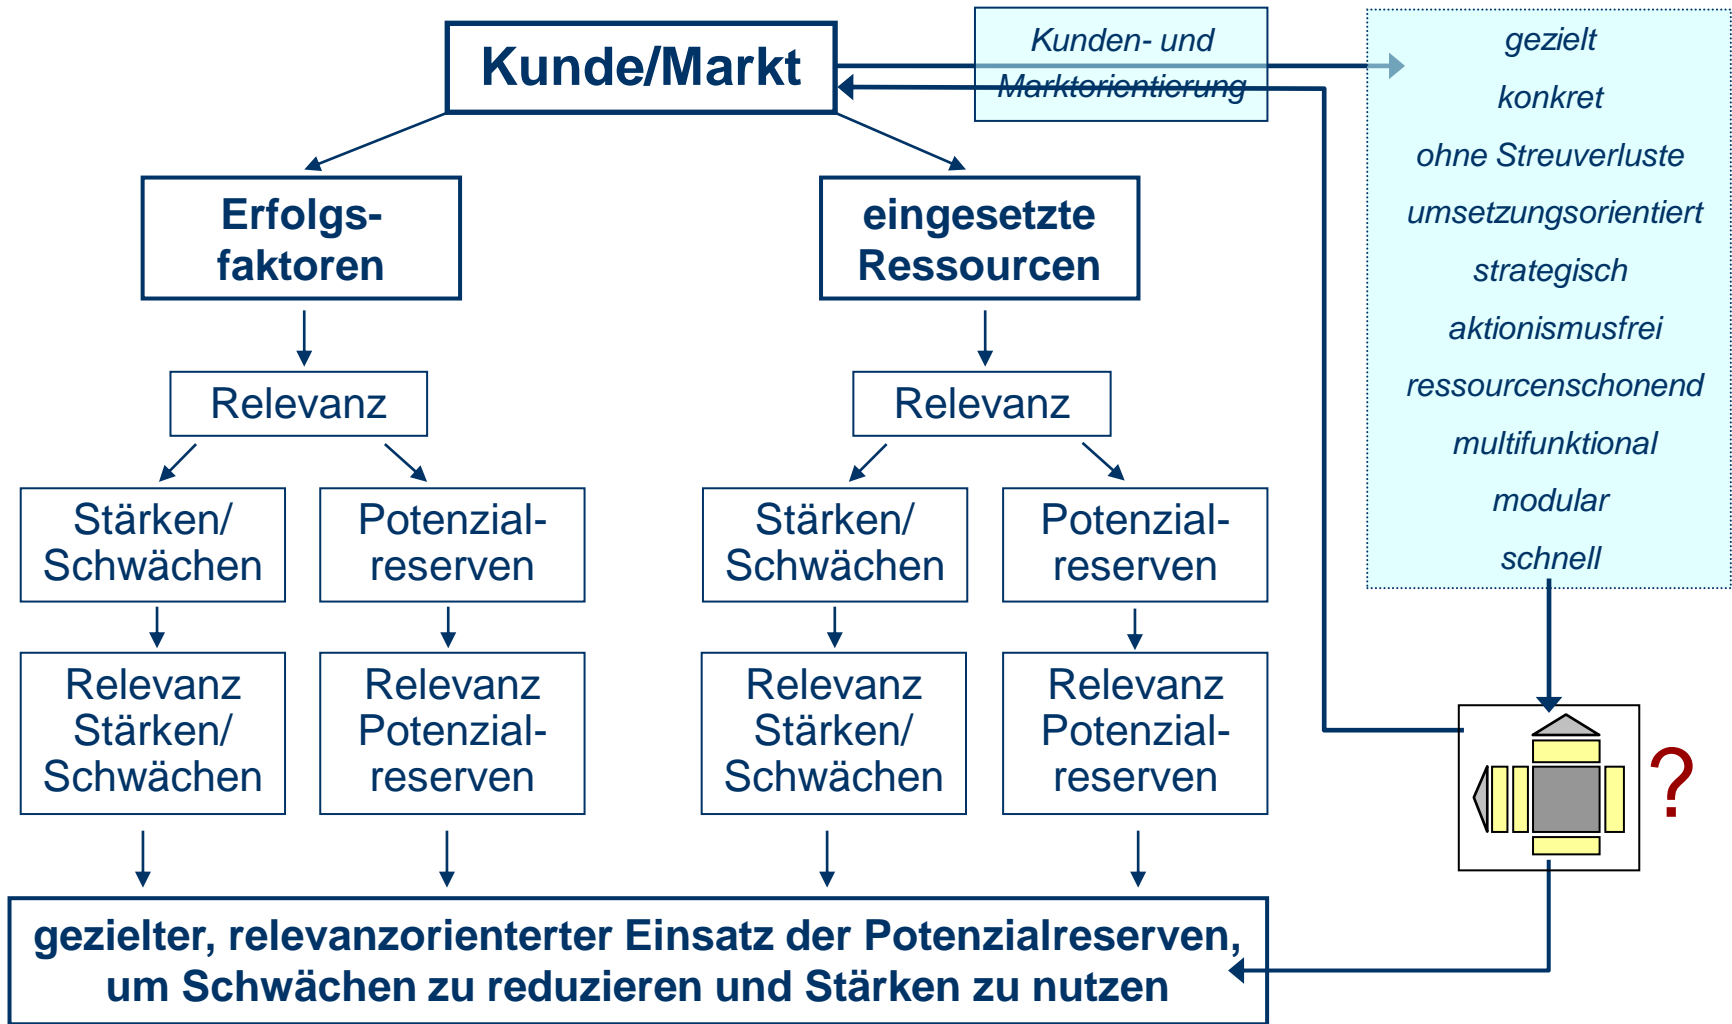 Kunde/Markt
Kunden- und
Marktorientierung
gezielt
konkret
ohne Streuverluste
umsetzungsorientiert
strategisch
aktionismusfrei
ressourcenschonend
multifunktional
modular
schnell
Erfolgs-
faktoren
eingesetzte
Ressourcen
Relevanz
Relevanz
Stärken/
Schwächen
Potenzial-
reserven
Stärken/
Schwächen
Potenzial-
reserven
Relevanz
Stärken/
Schwächen
Relevanz
Potenzial-
reserven
Relevanz
Stärken/
Schwächen
Relevanz
Potenzial-
reserven
?
gezielter, relevanzorienterter Einsatz der Potenzialreserven,
um Schwächen zu reduzieren und Stärken zu nutzen